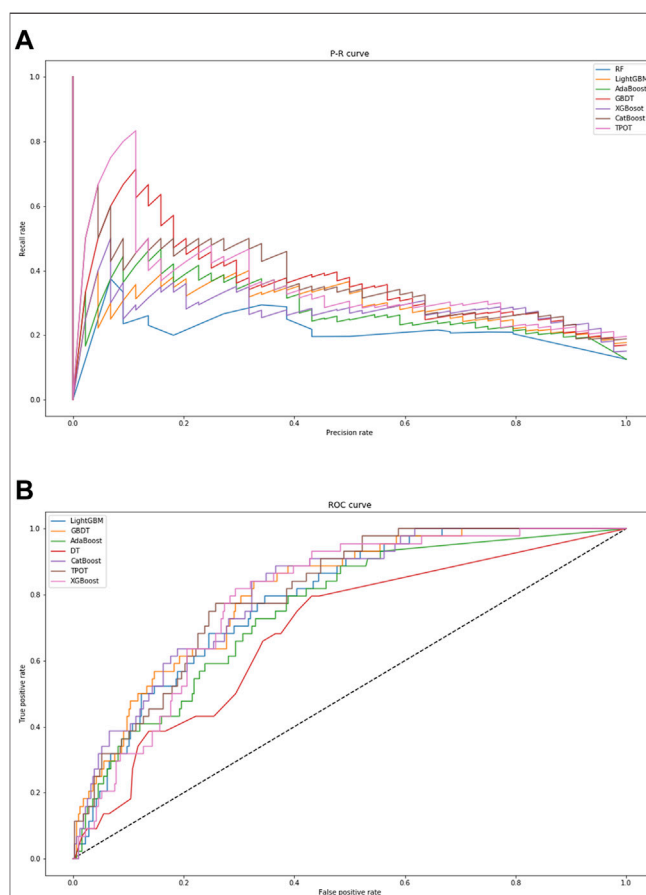 A
P-R curve
RF
LightGBM
AdaBoost
GBDT
XGBosot
CatBoost
TPOT
1.0
0.8
0.6
0.4
0.2
0.0
Recall rate
0.0 0.2 0.4 0.6 0.8 1.0
Precision rate
B
ROC curve
LightGBM
GBDT
AdaBoost
DT
CatBoost
TPOT
XGBoost
1.0
0.8
0.6
0.4
0.2
0.0
True positive rate
0.0 0.2 0.4 0.6 0.8 1.0
False positive rate